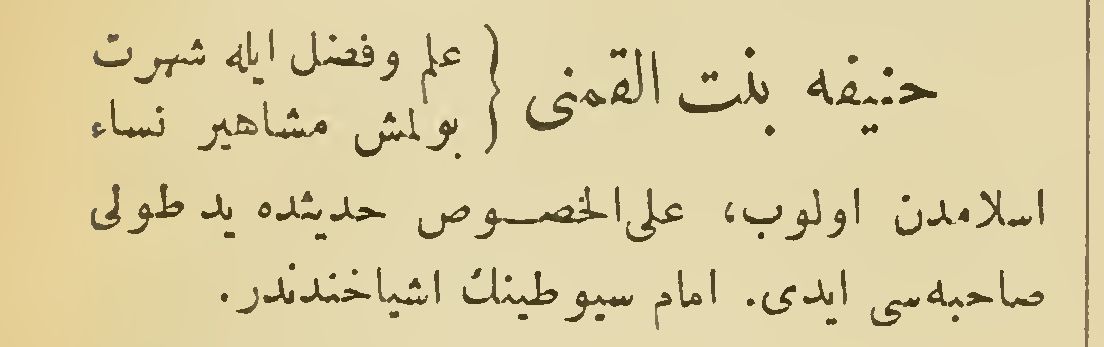 حنيفه بنت القمنى { علم وفضل ايله شهرت
بولمش مشاهير نساء
اسلامدن اولوب، على الخصوص حديثده يد طولى
صاحبه‌سى ايدى. امام سيوطينك اشياخندندر.